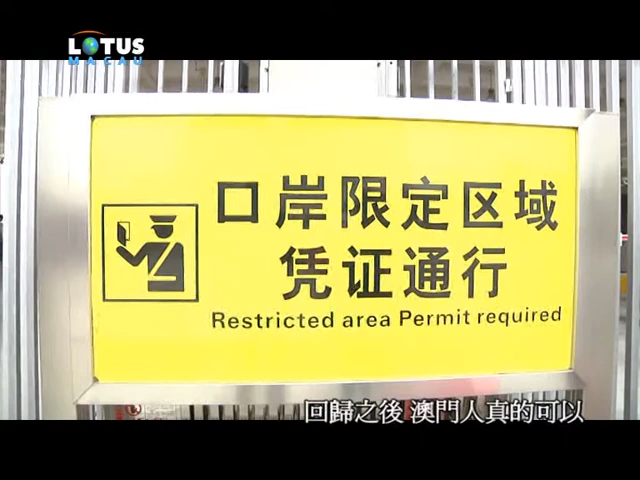 LOTUS
MACAU
口岸限定区域
凭证通行
Restricted area Permit required
回歸之後 澳門人真的可以